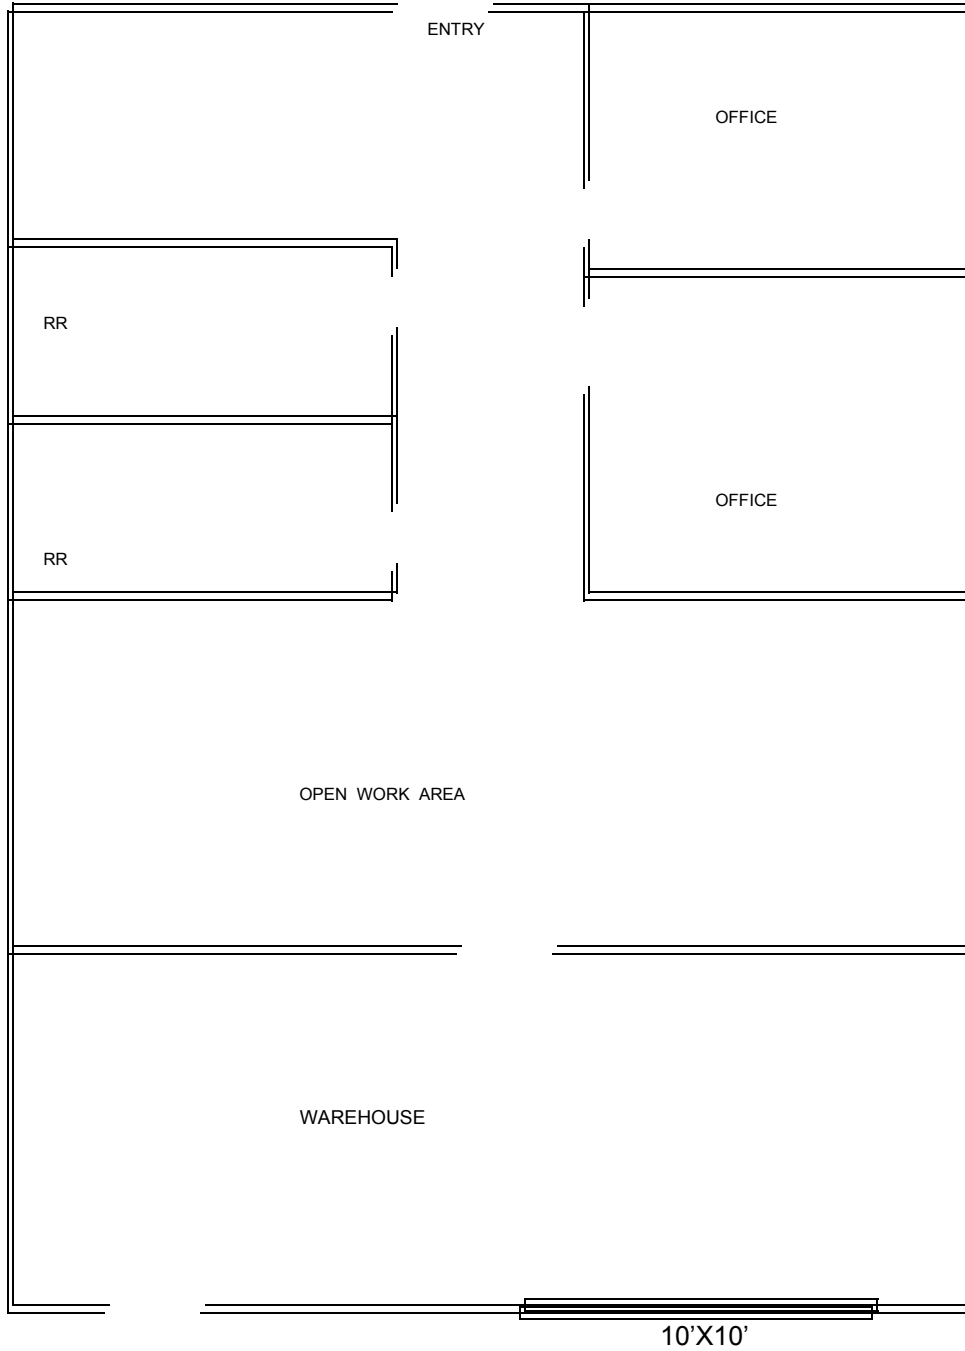 ENTRY
OFFICE
RR
OFFICE
RR
OPEN WORK AREA
WAREHOUSE
10’X10’